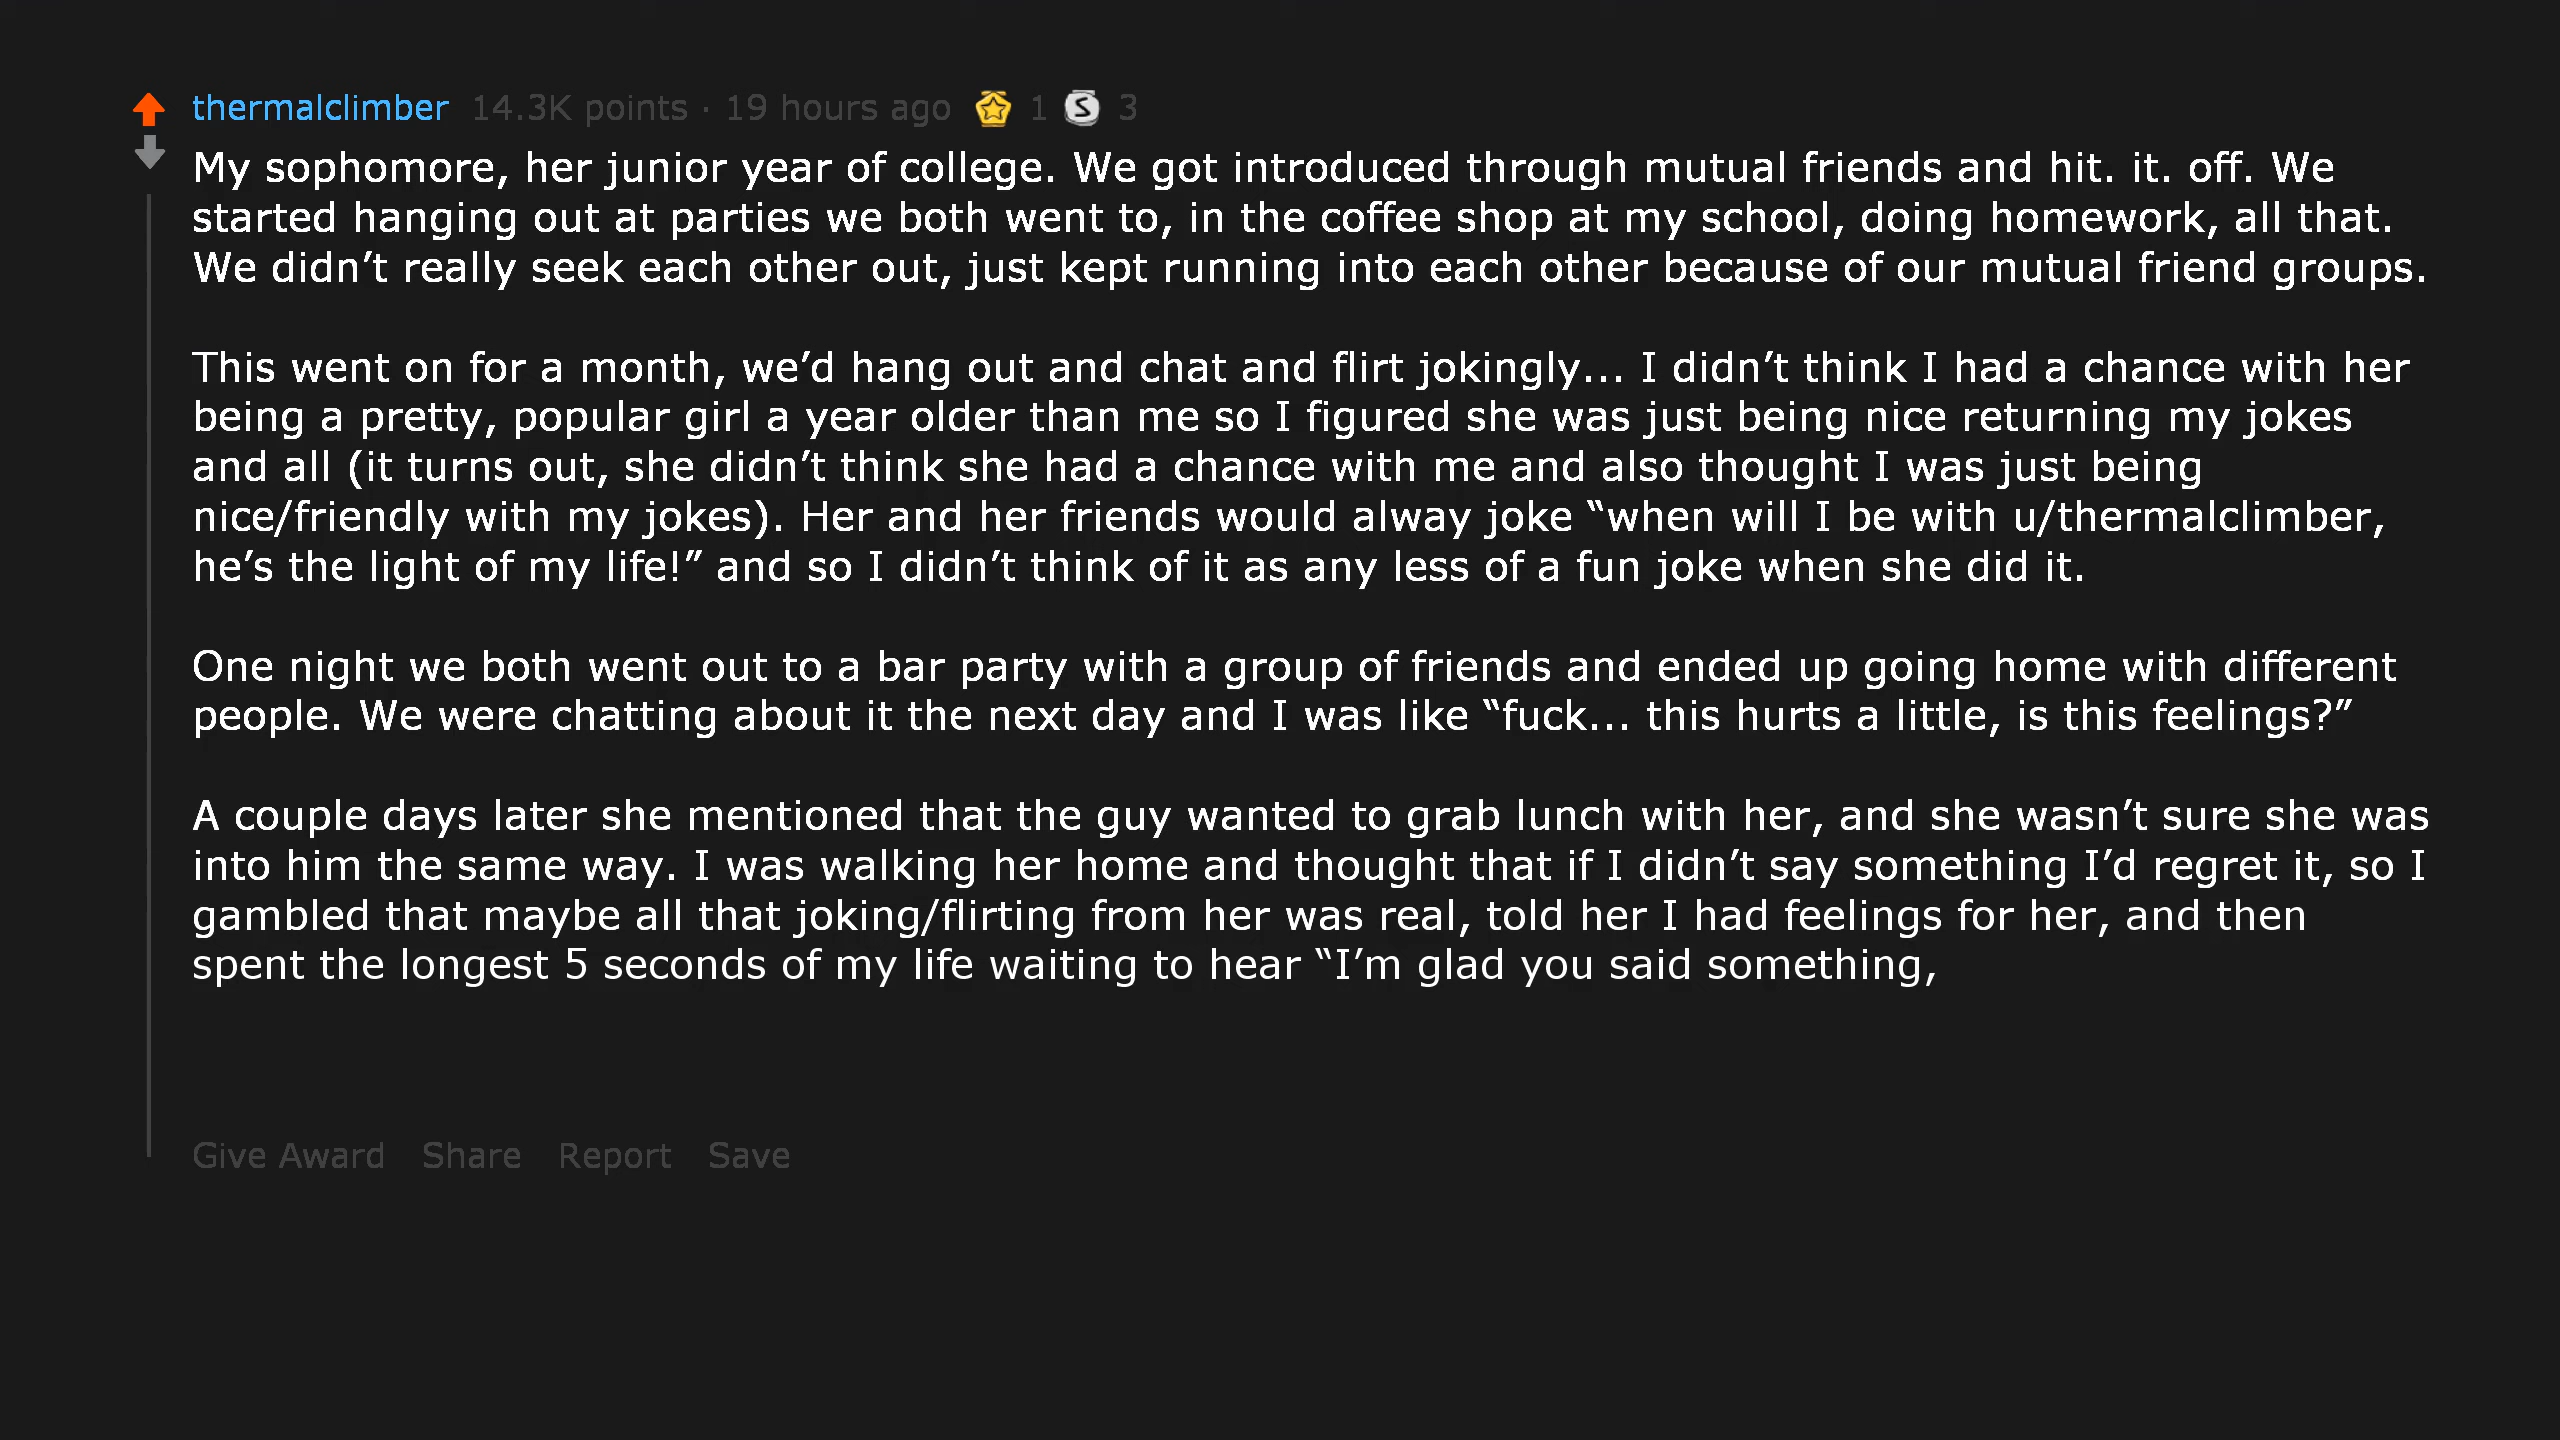 thermalclimber 14.3K points · 19 hours ago 1 S 3
My sophomore, her junior year of college. We got introduced through mutual friends and hit. it. off. We
started hanging out at parties we both went to, in the coffee shop at my school, doing homework, all that.
We didn’t really seek each other out, just kept running into each other because of our mutual friend groups.
This went on for a month, we’d hang out and chat and flirt jokingly... I didn’t think I had a chance with her
being a pretty, popular girl a year older than me so I figured she was just being nice returning my jokes
and all (it turns out, she didn’t think she had a chance with me and also thought I was just being
nice/friendly with my jokes). Her and her friends would alway joke “when will I be with u/thermalclimber,
he’s the light of my life!” and so I didn’t think of it as any less of a fun joke when she did it.
One night we both went out to a bar party with a group of friends and ended up going home with different
people. We were chatting about it the next day and I was like “fuck... this hurts a little, is this feelings?”
A couple days later she mentioned that the guy wanted to grab lunch with her, and she wasn’t sure she was
into him the same way. I was walking her home and thought that if I didn’t say something I’d regret it, so I
gambled that maybe all that joking/flirting from her was real, told her I had feelings for her, and then
spent the longest 5 seconds of my life waiting to hear “I’m glad you said something,
Give Award Share Report Save